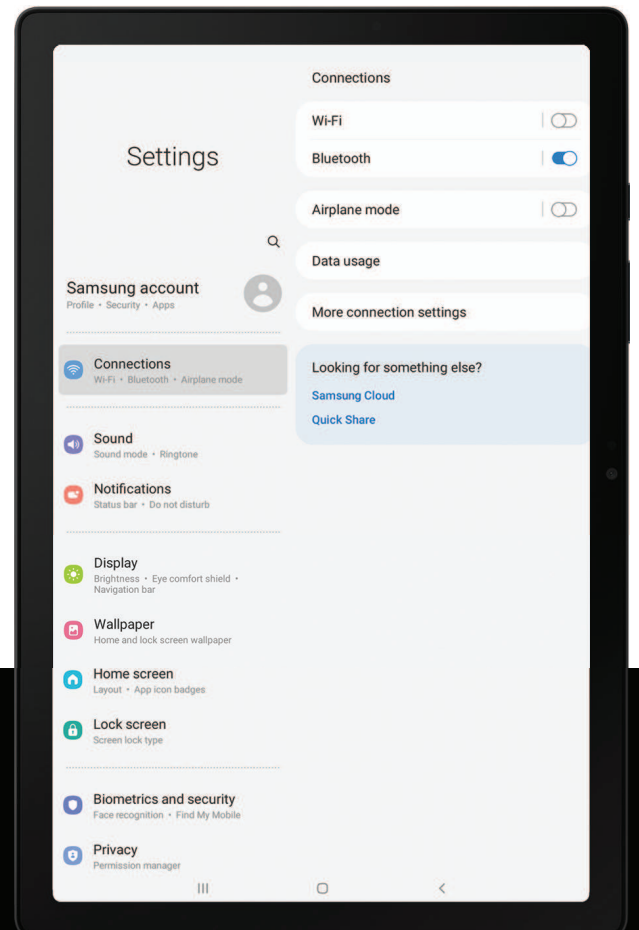 Settings
Samsung account
Profile • Security • Apps
Connections
Wi-Fi • Bluetooth • Airplane mode
Sound
Sound mode • Ringtone
Notifications
Status bar • Do not disturb
Display
Brightness • Eye comfort shield •
Navigation bar
Wallpaper
Home and lock screen wallpaper
Home screen
Layout • App icon badges
Lock screen
Screen lock type
Biometrics and security
Face recognition • Find My Mobile
Privacy
Permission manager
Connections
Wi-Fi
Bluetooth
Airplane mode
Data usage
More connection settings
Looking for something else?
Samsung Cloud
Quick Share